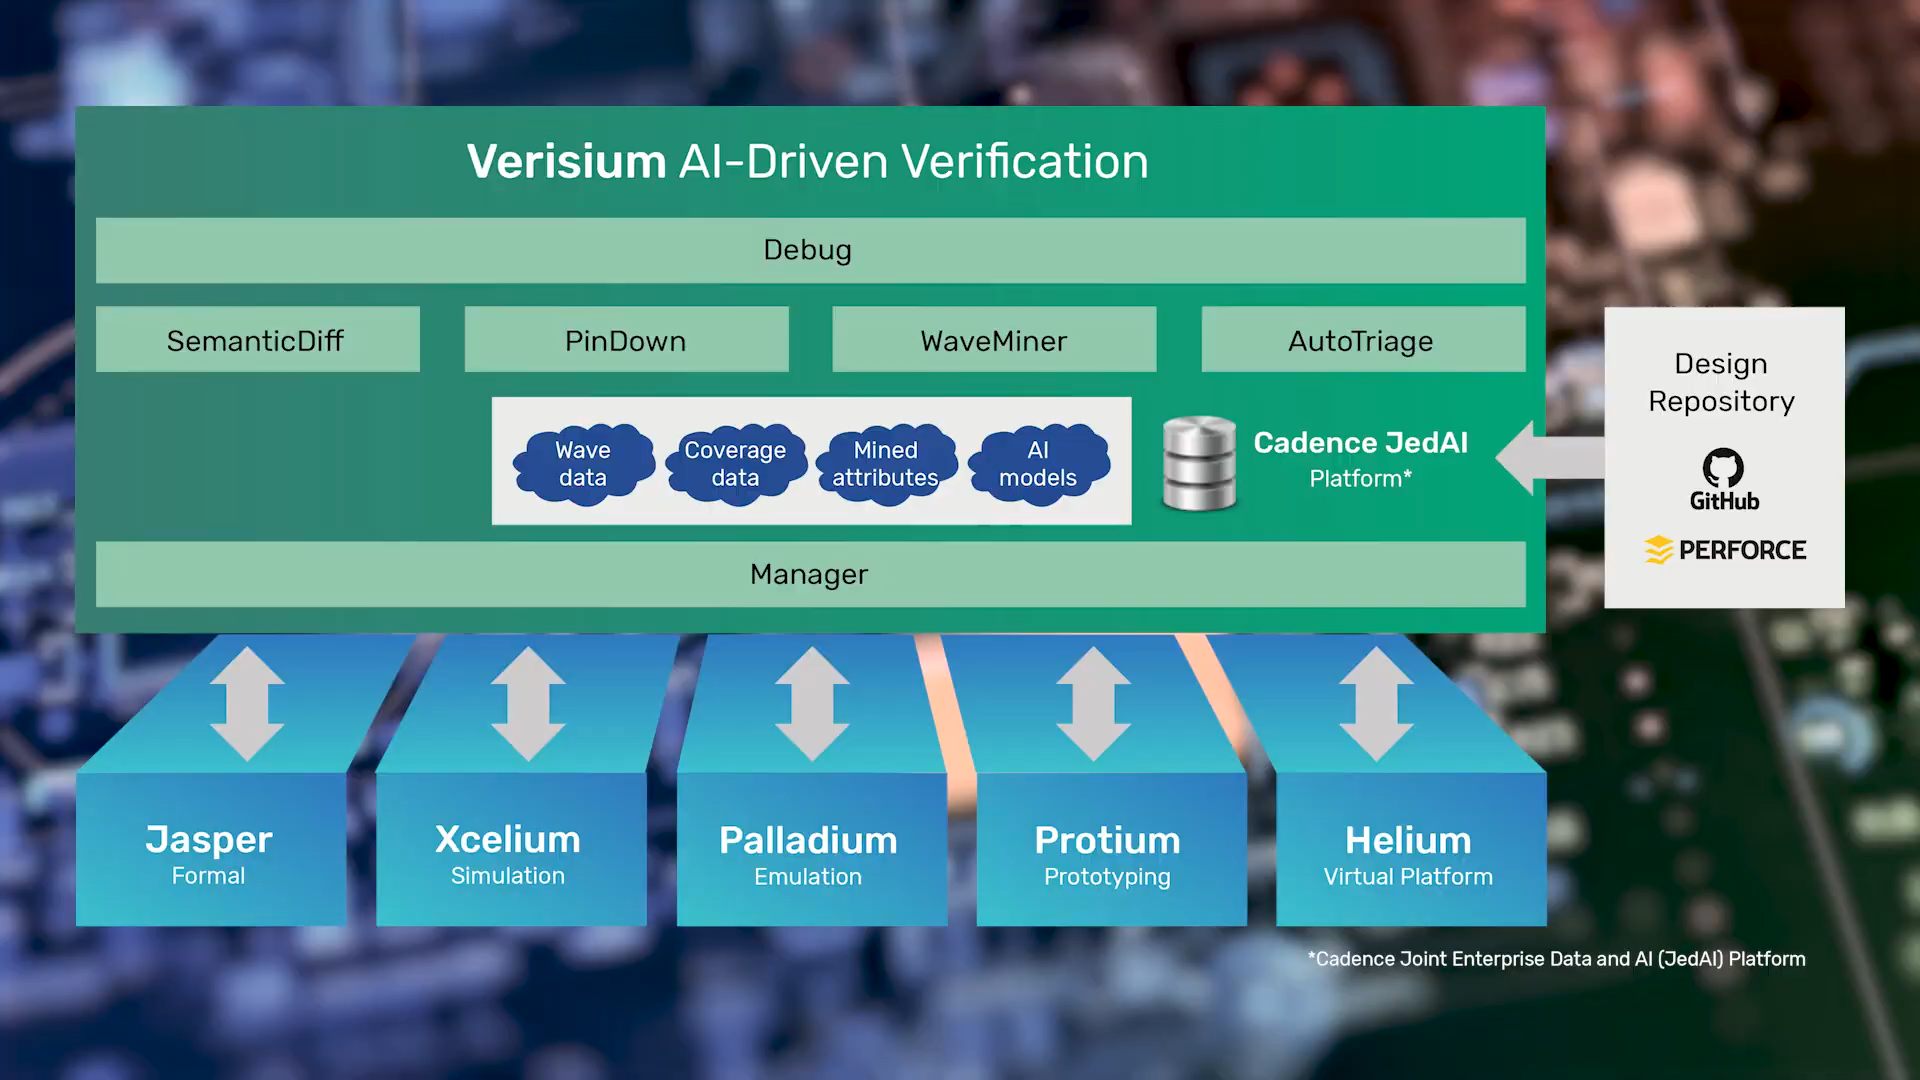 Verisium AI-Driven Verification
Debug
SemanticDiff
PinDown
WaveMiner
AutoTriage
Wave
data
Coverage
data
Mined
attributes
AI
models
Cadence JedAI
Platform*
Manager
Design
Repository
GitHub
PERFORCE
Jasper
Formal
Xcelium
Simulation
Palladium
Emulation
Protium
Prototyping
Helium
Virtual Platform
*Cadence Joint Enterprise Data and AI (JedAI) Platform